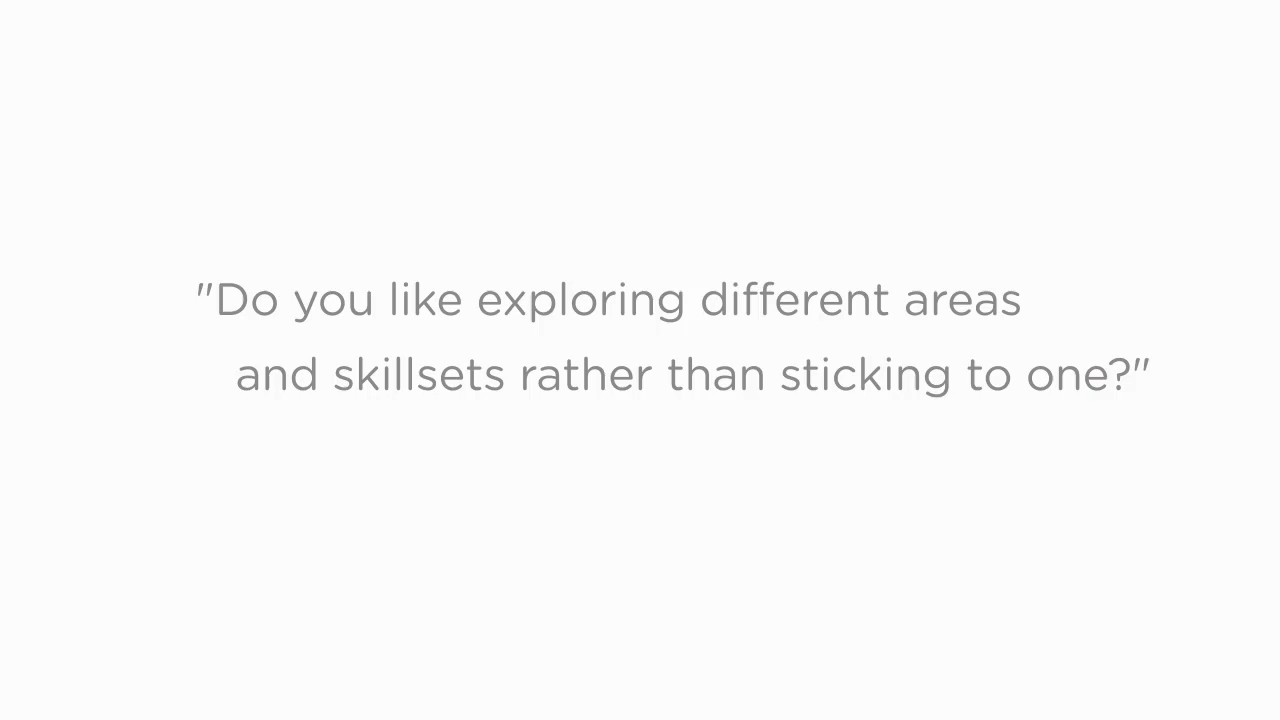 "Do you like exploring different areas
and skillsets rather than sticking to one?"